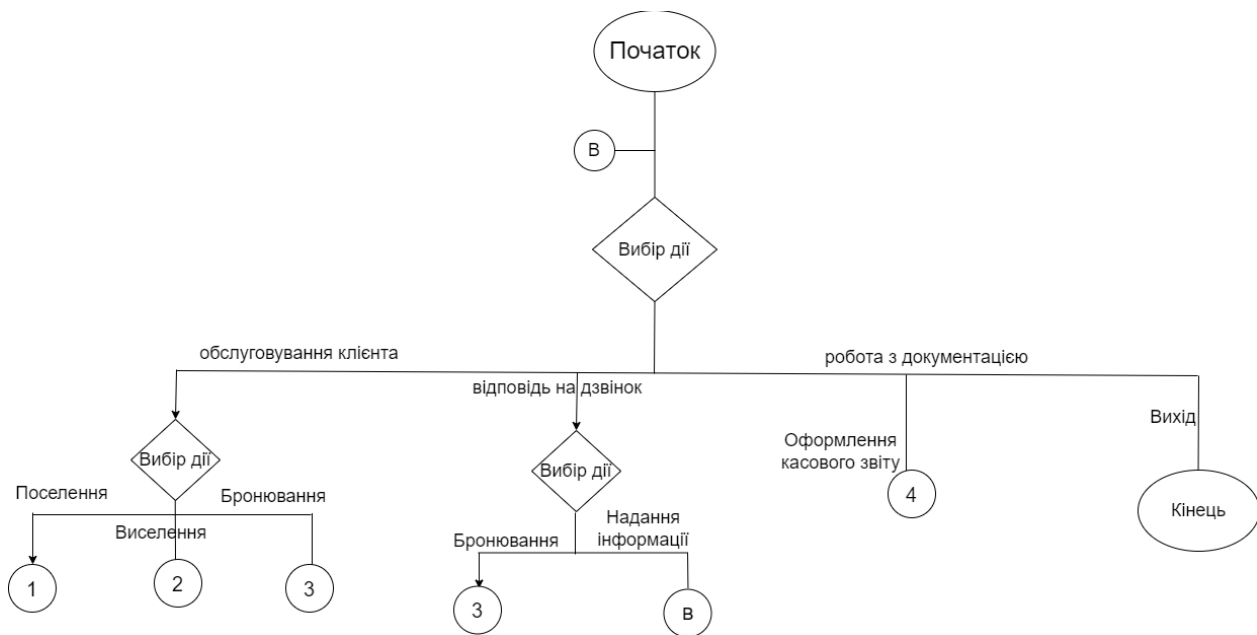 Початок
В
Вибір дії
обслуговування клієнта
відповідь на дзвінок
робота з документацією
Вибір дії
Поселення
Виселення
Бронювання
1
2
3
Вибір дії
Бронювання
Надання
інформації
3
В
Оформлення
касового звіту
4
Вихід
Кінець